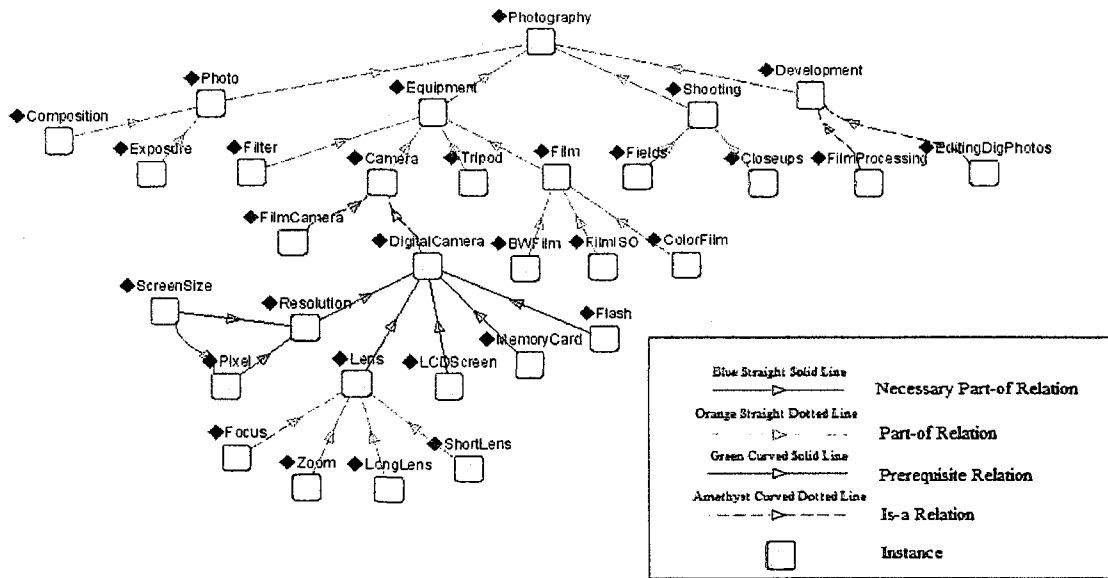 Photography
Photo
Equipment
Shooting
Development
Composition
Exposure
Filter
Camera
Tripod
Film
Fields
Closeups
FilmProcessing
EditingDigPhotos
FilmCamera
DigitalCamera
BWFilm
FilmISO
ColorFilm
ScreenSize
Resolution
Flash
MemoryCard
Pixel
Lens
LCDScreen
Focus
Zoom
LongLens
ShortLens
Blue Straight Solid Line
Necessary Part-of Relation
Orange Straight Dotted Line
Part-of Relation
Green Curved Solid Line
Prerequisite Relation
Amethyst Curved Dotted Line
Is-a Relation
Instance